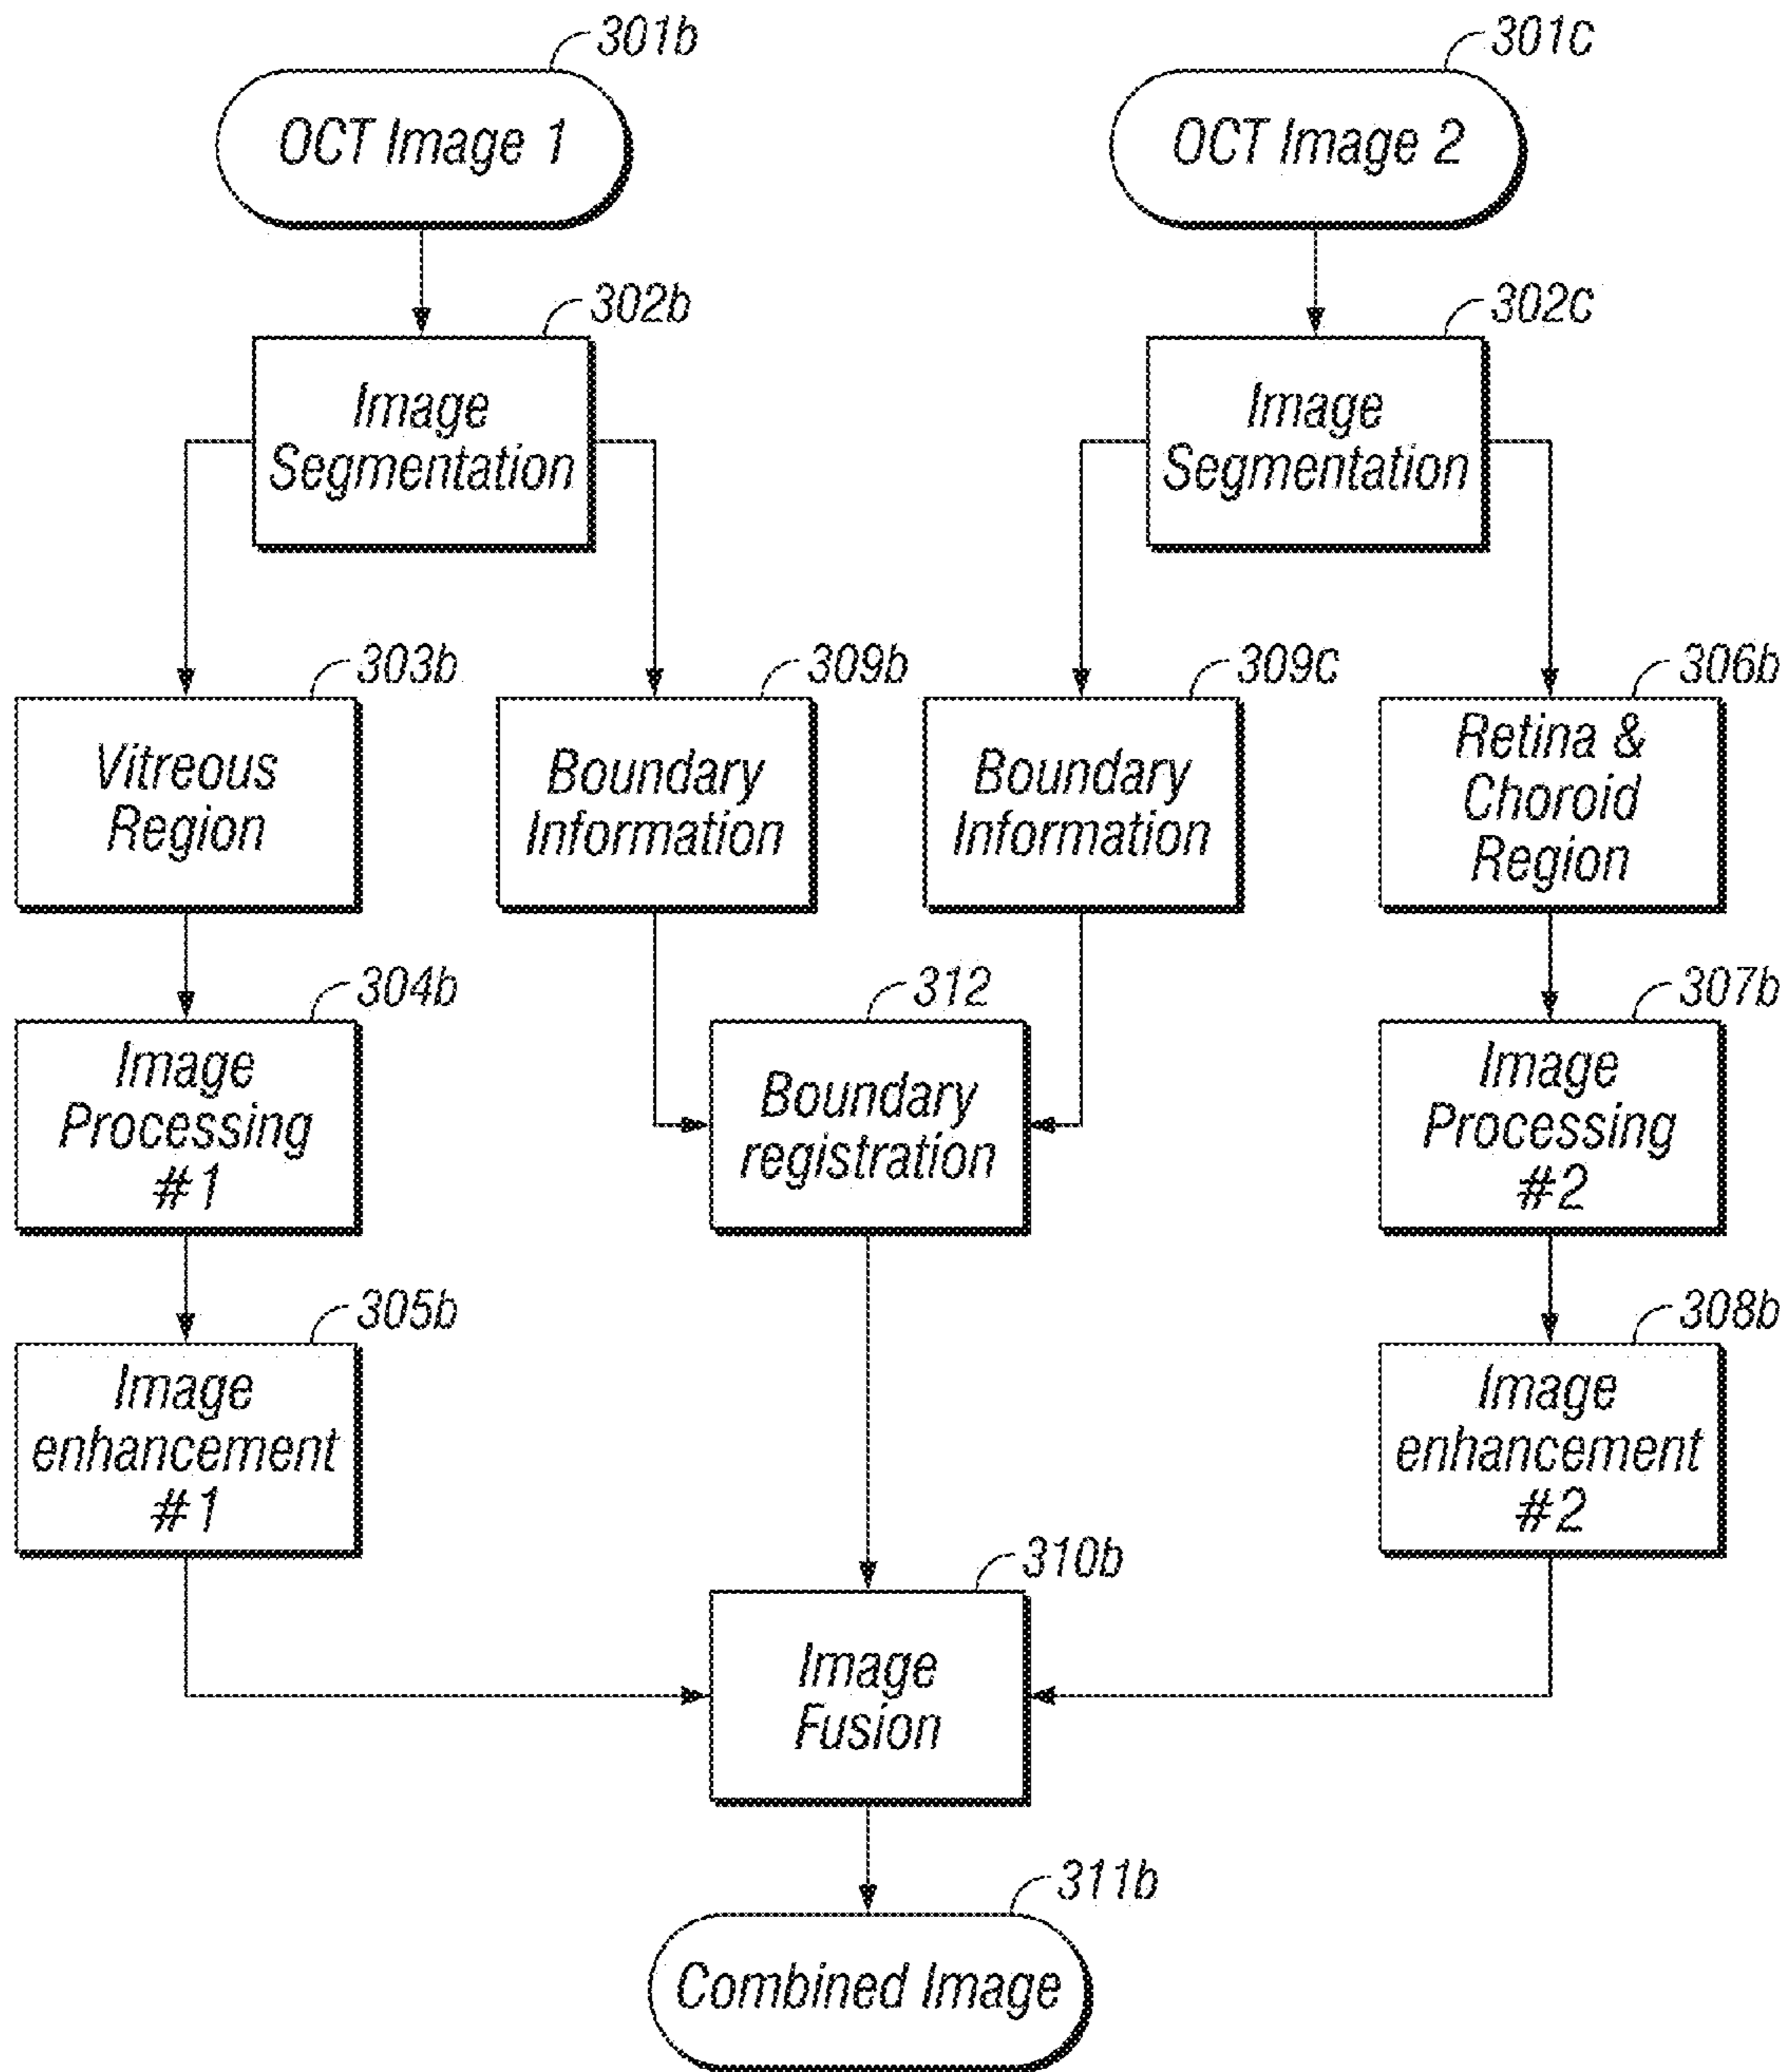 301b
301c
OCT Image 1
OCT Image 2
302b
302c
Image
Segmentation
Image
Segmentation
303b
309b
309c
306b
Vitreous
Region
Boundary
Information
Boundary
Information
Retina &
Choroid
Region
304b
312
307b
Image
Processing
#1
Boundary
registration
Image
Processing
#2
305b
308b
Image
enhancement
#1
Image
enhancement
#2
310b
Image
Fusion
311b
Combined Image